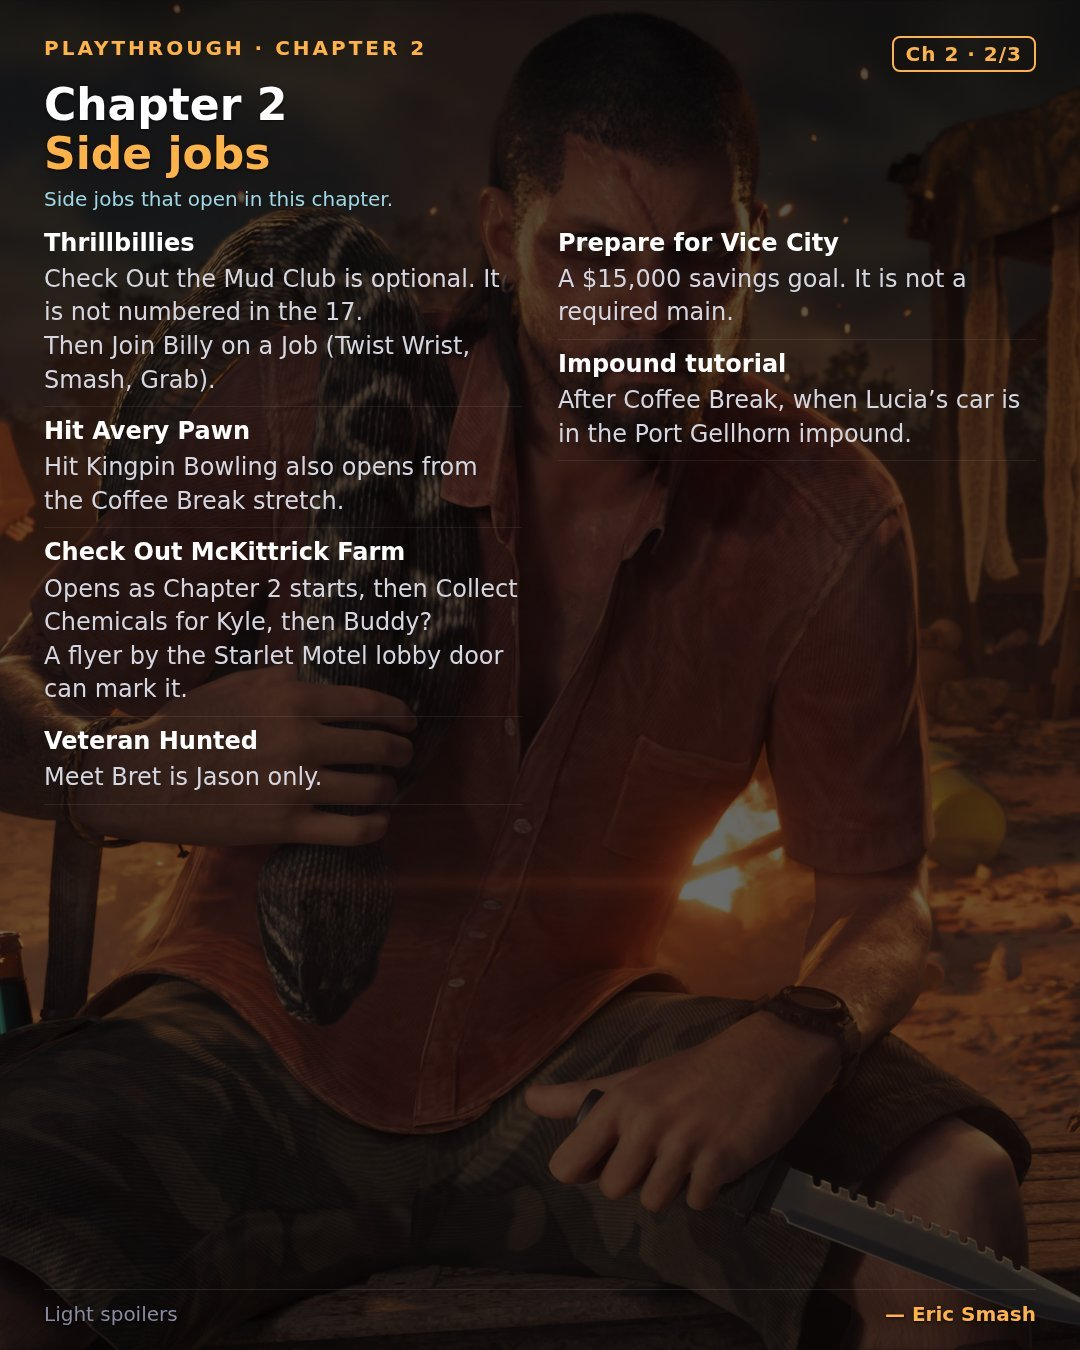 PLAYTHROUGH · CHAPTER 2
Ch 2 · 2/3
Chapter 2
Side jobs
Side jobs that open in this chapter.
Thrillbillies
Check Out the Mud Club is optional. It
is not numbered in the 17.
Then Join Billy on a Job (Twist Wrist,
Smash, Grab).
Hit Avery Pawn
Hit Kingpin Bowling also opens from
the Coffee Break stretch.
Check Out McKittrick Farm
Opens as Chapter 2 starts, then Collect
Chemicals for Kyle, then Buddy?
A flyer by the Starlet Motel lobby door
can mark it.
Veteran Hunted
Meet Bret is Jason only.
Prepare for Vice City
A $15,000 savings goal. It is not a
required main.
Impound tutorial
After Coffee Break, when Lucia’s car is
in the Port Gellhorn impound.
Light spoilers
— Eric Smash